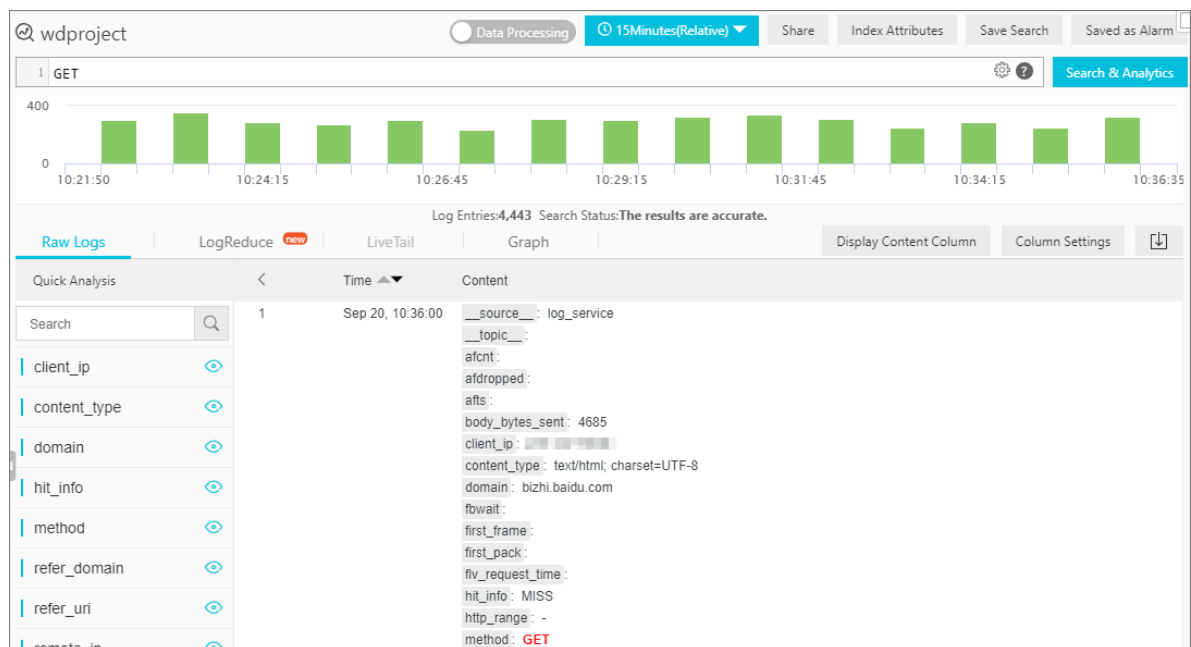 wdproject
Data Processing
15Minutes(Relative)
Share
Index Attributes
Save Search
Saved as Alarm
1 GET
?
Search & Analytics
400
0
10:21:50 10:24:15 10:26:45 10:29:15 10:31:45 10:34:15 10:36:35
Log Entries:4,443 Search Status:The results are accurate.
Raw Logs
LogReduce new
LiveTail
Graph
Display Content Column
Column Settings
Quick Analysis
< Time Content
Search
client_ip
content_type
domain
hit_info
method
refer_domain
refer_uri
remote_ip
1 Sep 20, 10:36:00 __source__ : log_service
__topic__ :
afcnt :
afdropped :
afts :
body_bytes_sent : 4685
client_ip :
content_type : text/html; charset=UTF-8
domain : bizhi.baidu.com
fbwait :
first_frame :
first_pack :
flv_request_time :
hit_info : MISS
http_range : -
method : GET